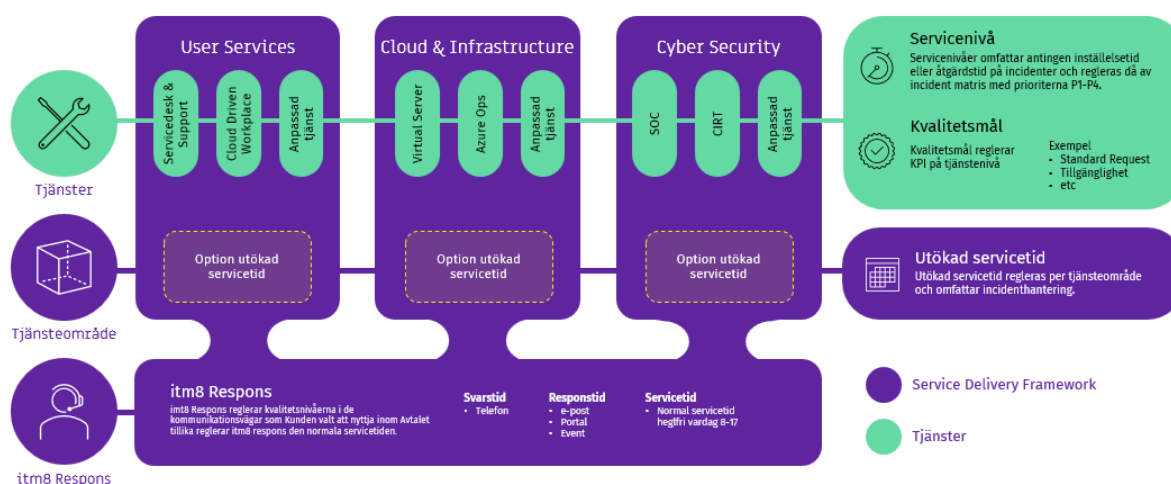 User Services
Cloud & Infrastructure
Cyber Security
Servicedesk &
Support
Cloud Driven
Workplace
Anpassad
tjänst
Virtual Server
Azure Ops
Anpassad
tjänst
SOC
CIRT
Anpassad
tjänst
Tjänster
Servicenivå
Servicenivåer omfattar antingen inställelsetid
eller åtgärdstid på incidenter och regleras då av
incident matris med prioriterna P1-P4.
Kvalitetsmål
Kvalitetsmål reglerar
KPI på tjänstenivå
Exempel
• Standard Request
• Tillgänglighet
• etc
Option utökad
servicetid
Option utökad
servicetid
Option utökad
servicetid
Tjänsteområde
Utökad servicetid
Utökad servicetid regleras per tjänsteområde
och omfattar incidenthantering.
itm8 Respons
imt8 Respons reglerar kvalitetsnivåerna i de
kommunikationsvägar som Kunden valt att nyttja inom Avtalet
tillika reglerar itm8 respons den normala servicetiden.
Svarstid
• Telefon
Responstid
• e-post
• Portal
• Event
Servicetid
• Normal servicetid
hegtfri vardag 8-17
itm8 Respons
Service Delivery Framework
Tjänster